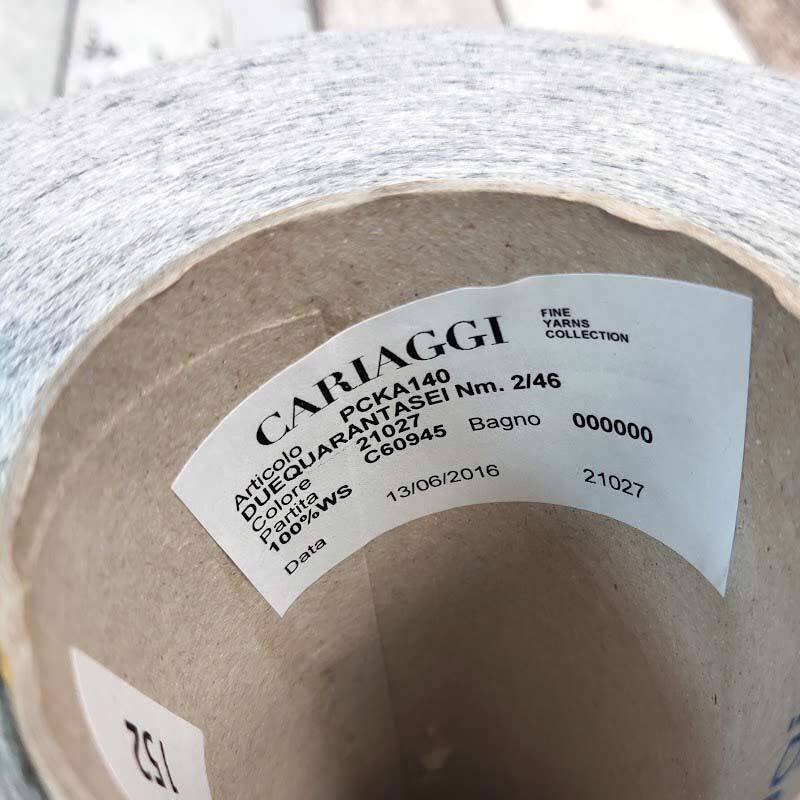 CARIAGGI
FINE
YARNS
COLLECTION
Articolo PCKA140
DUEQUARANTASEI Nm. 2/46
Colore 21027
Partita C60945 Bagno 000000
100%WS
Data 13/06/2016 21027
152